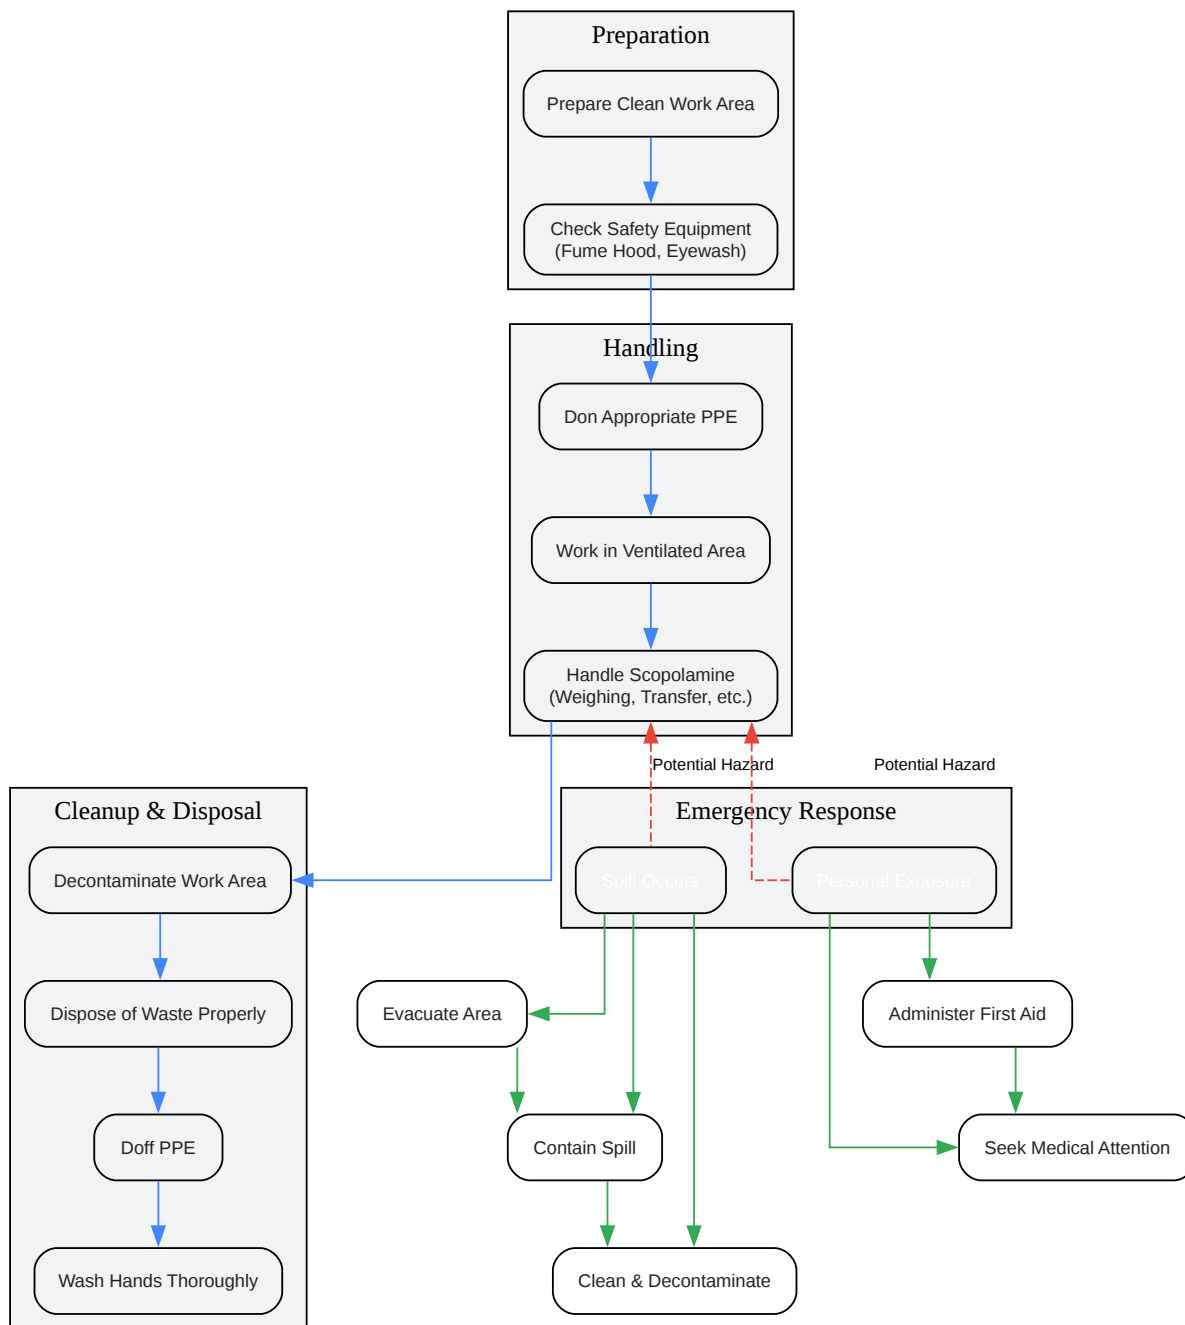 Preparation
Prepare Clean Work Area
Check Safety Equipment
(Fume Hood, Eyewash)
Handling
Don Appropriate PPE
Work in Ventilated Area
Handle Scopolamine
(Weighing, Transfer, etc.)
Potential Hazard
Potential Hazard
Cleanup & Disposal
Emergency Response
Decontaminate Work Area
Spill Occurs
Personal Exposure
Dispose of Waste Properly
Evacuate Area
Administer First Aid
Doff PPE
Contain Spill
Seek Medical Attention
Wash Hands Thoroughly
Clean & Decontaminate